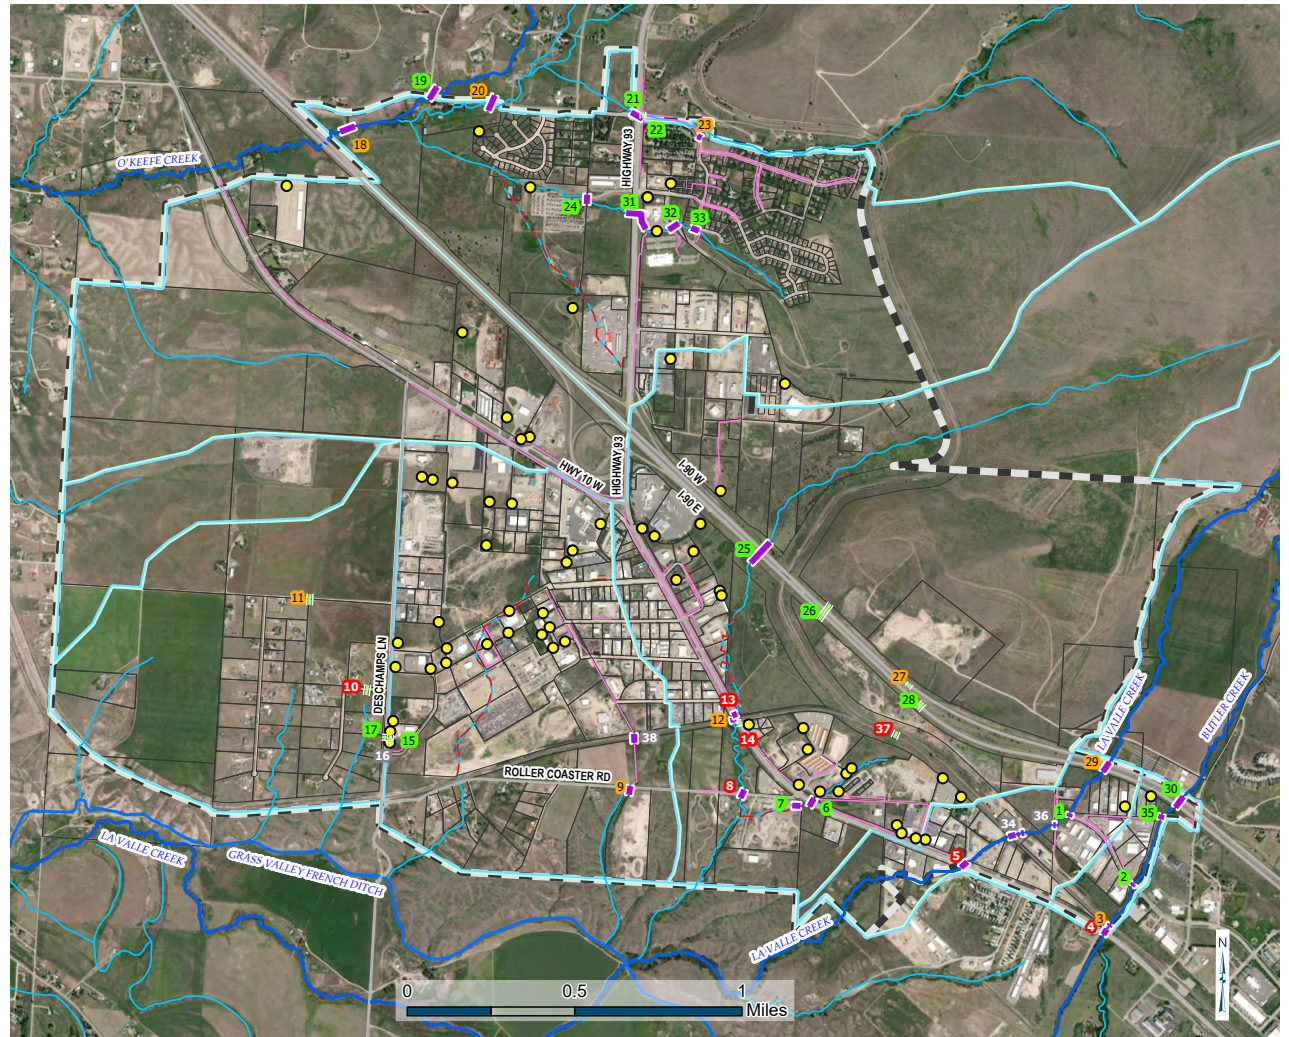 19
20
21
22
23
HIGHWAY 93
18
O'KEEFE CREEK
24
31
32
33
HIGHWAY 93
HWY 10 W
I-90 W
I-90 E
25
26
11
10
DESCHAMPS LN
17
15
16
13
12
14
38
27
28
37
LA VALLE CREEK
BUTLER CREEK
29
30
ROLLER COASTER RD
9
8
7
6
34
36
1
35
5
2
3
4
LA VALLE CREEK
GRASS VALLEY FRENCH DITCH
LA VALLE CREEK
N
0
0.5
1
Miles